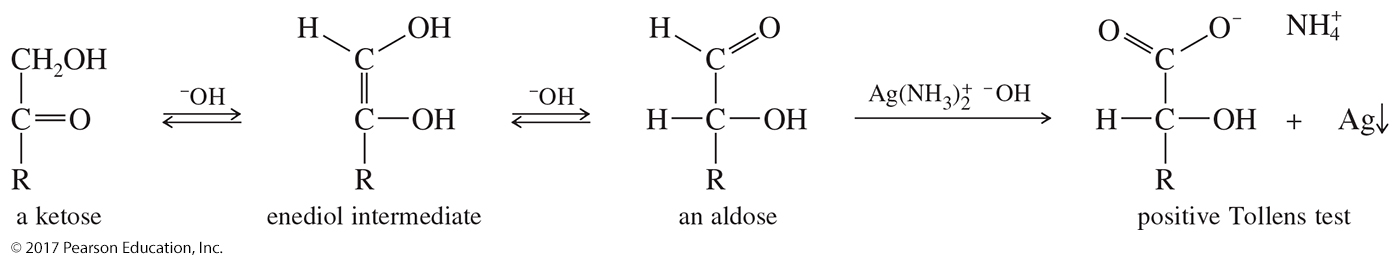 CH₂OH
C=O
R
a ketose
⁻OH
H OH
C
C—OH
R
enediol intermediate
⁻OH
H O
C
H—C—OH
R
an aldose
Ag(NH₃)₂⁺ ⁻OH
O O⁻ NH₄⁺
C
H—C—OH + Ag↓
R
positive Tollens test
© 2017 Pearson Education, Inc.